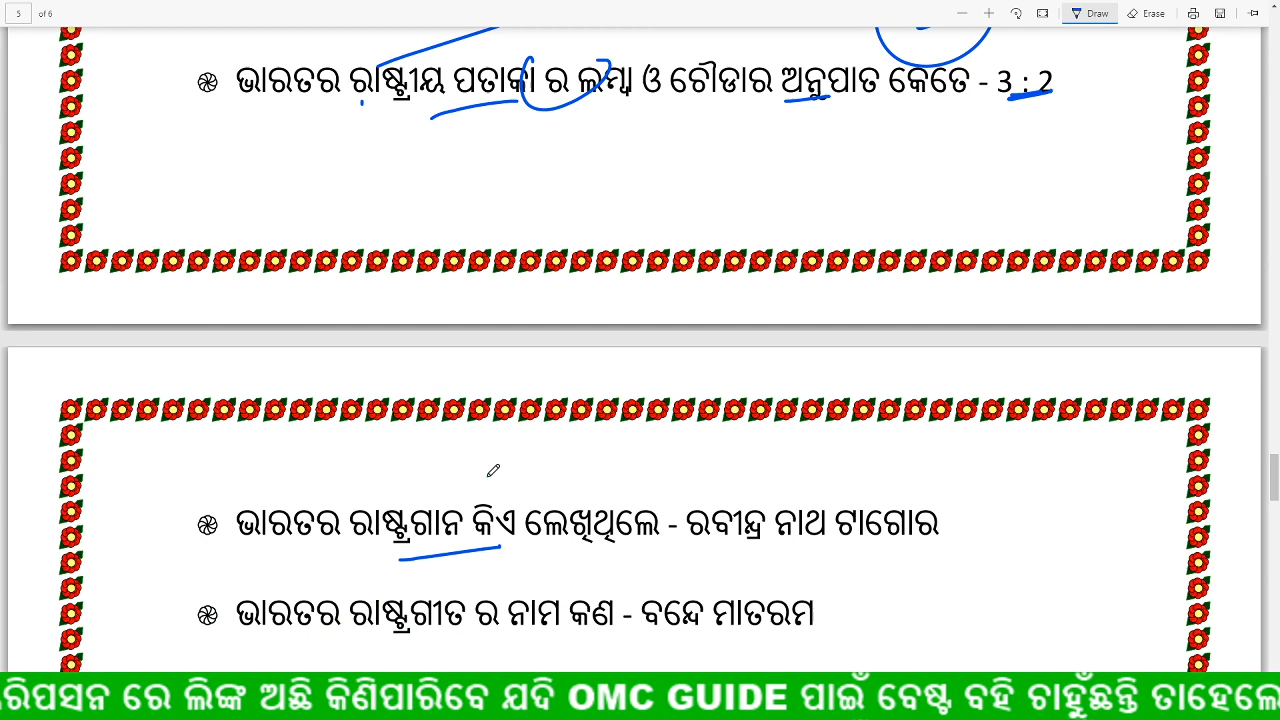 5 of 6 Draw Erase
ଭାରତର ରାଷ୍ଟ୍ରୀୟ ପତାକା ର ଲମ୍ବା ଓ ଚୌଡାର ଅନୁପାତ କେତେ - 3 : 2
ଭାରତର ରାଷ୍ଟ୍ରଗାନ କିଏ ଲେଖିଥିଲେ - ରବୀନ୍ଦ୍ର ନାଥ ଟାଗୋର
ଭାରତର ରାଷ୍ଟ୍ରଗୀତ ର ନାମ କଣ - ବନ୍ଦେ ମାତରମ
ରିପସନ ରେ ଲିଙ୍କ ଅଛି କିଣିପାରିବେ ଯଦି OMC GUIDE ପାଇଁ ବେଷ୍ଟ ବହି ଚାହୁଁଛନ୍ତି ତାହେଲେ